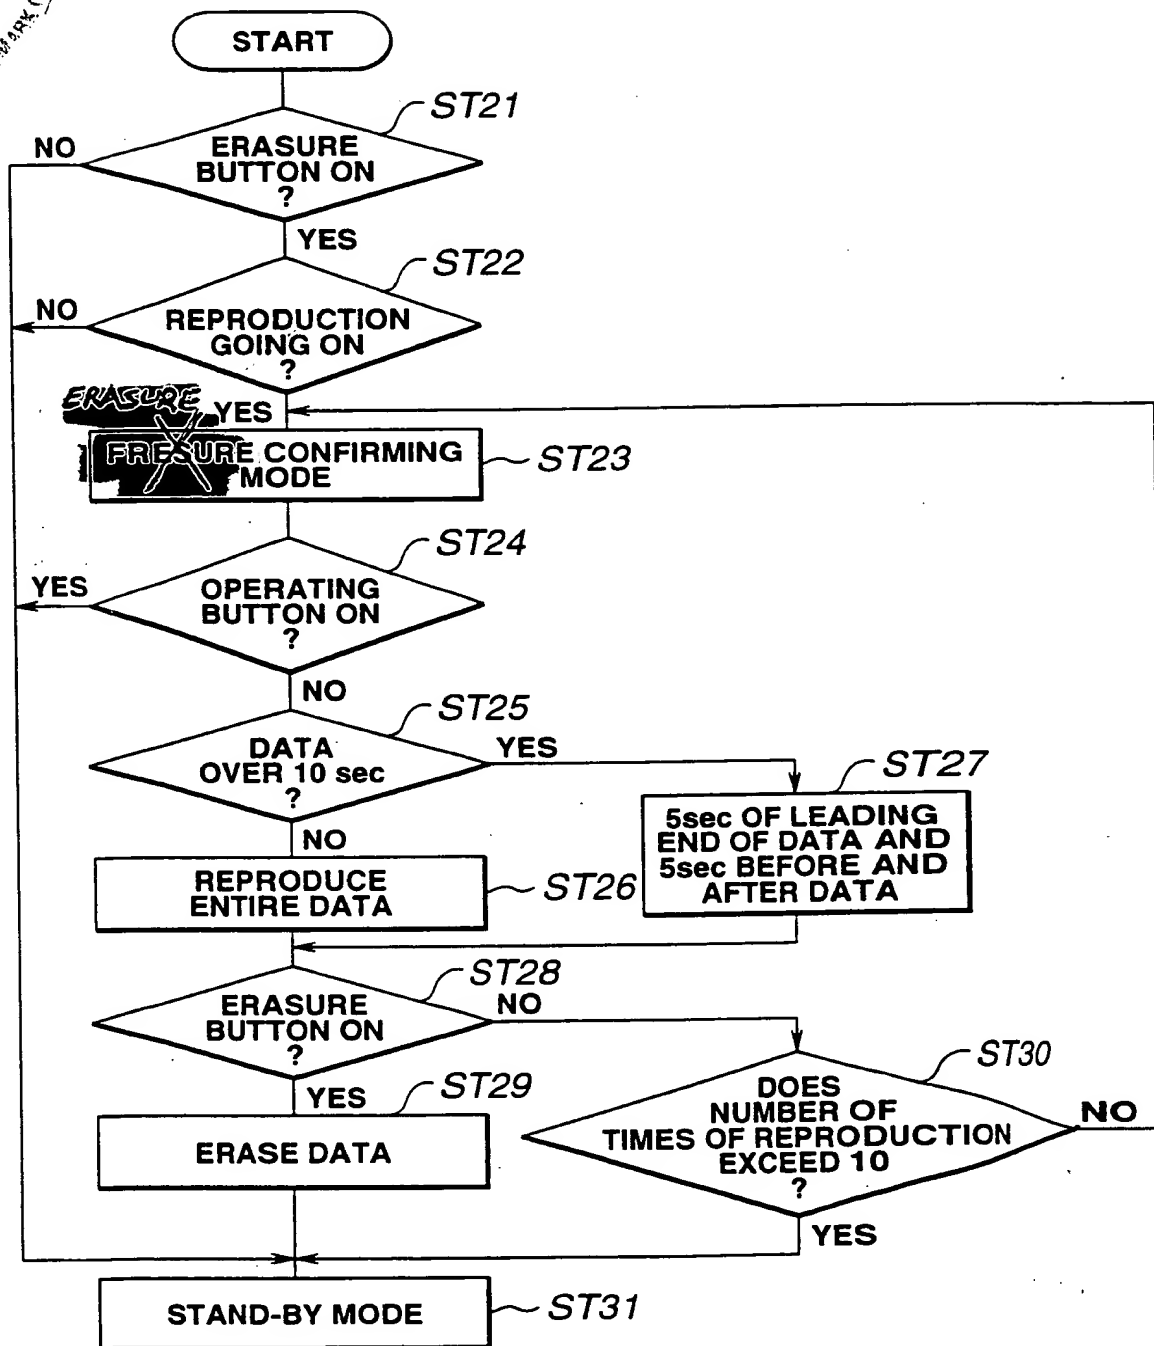 START
ST21
NO
ERASURE
BUTTON ON
?
YES
ST22
NO
REPRODUCTION
GOING ON
?
ERASURE
YES
FRESURE CONFIRMING
MODE
ST23
ST24
YES
OPERATING
BUTTON ON
?
NO
ST25
DATA
OVER 10 sec
?
YES
ST27
5sec OF LEADING
END OF DATA AND
5sec BEFORE AND
AFTER DATA
NO
REPRODUCE
ENTIRE DATA
ST26
ST28
ERASURE
BUTTON ON
?
NO
ST30
YES
ST29
DOES
NUMBER OF
TIMES OF REPRODUCTION
EXCEED 10
?
NO
ERASE DATA
YES
STAND-BY MODE
ST31